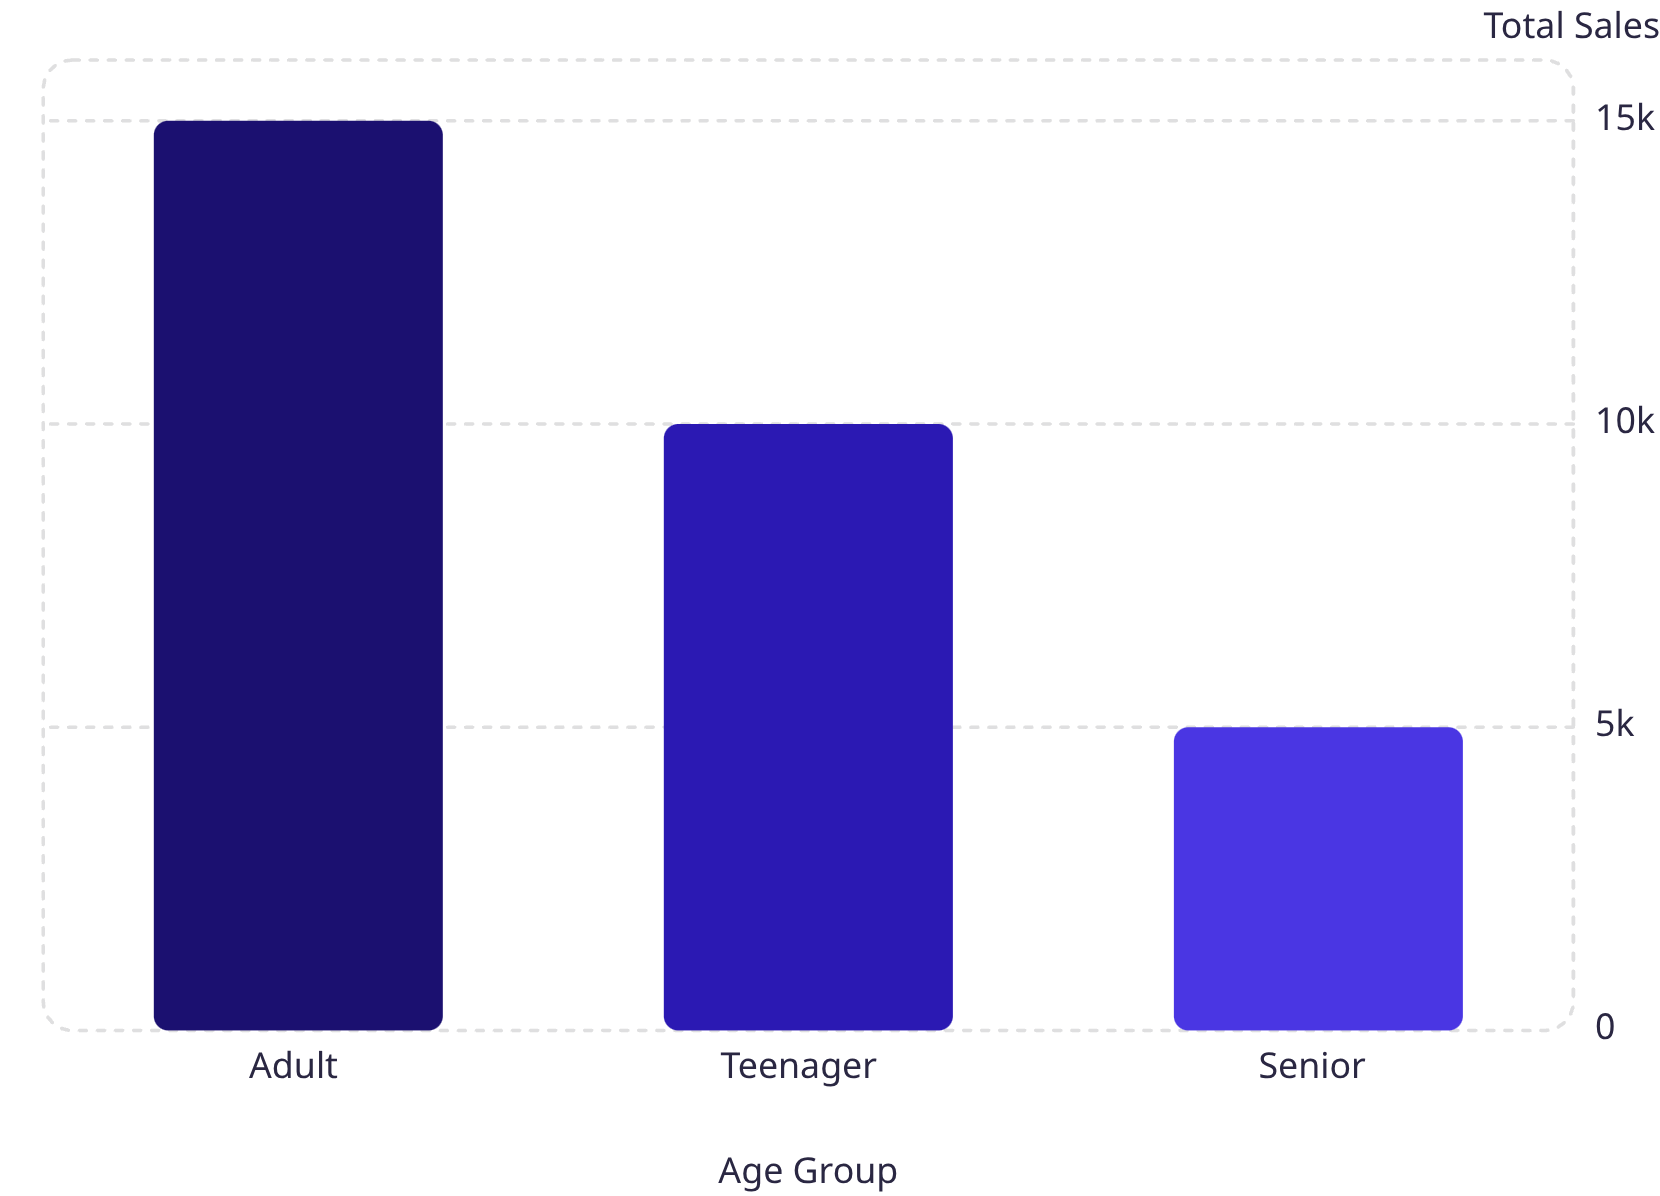 Total Sales
15k
10k
5k
0
Adult
Teenager
Senior
Age Group